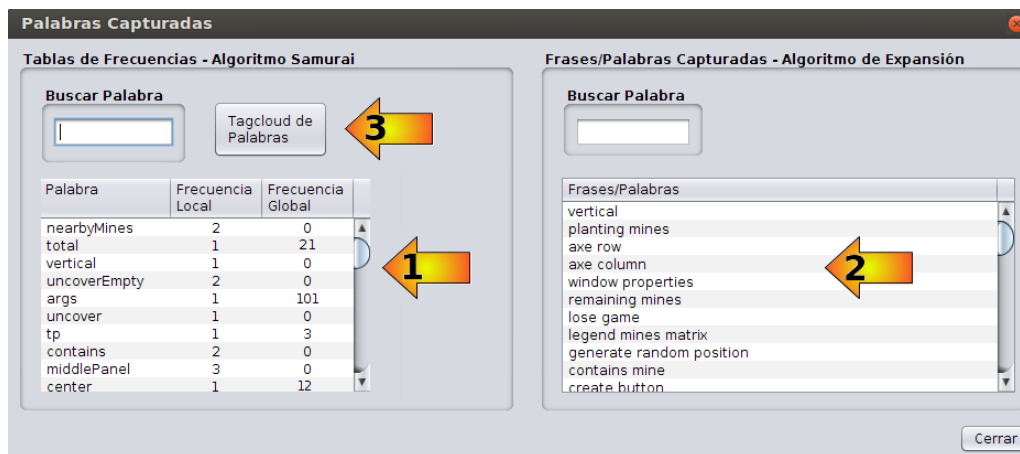 Palabras Capturadas
Tablas de Frecuencias - Algoritmo Samurai
Buscar Palabra
Tagcloud de
Palabras
3
Palabra Frecuencia Local Frecuencia Global
nearbyMines 2 0
total 1 21
vertical 1 0
uncoverEmpty 2 0
args 1 101
uncover 1 0
tp 1 3
contains 2 0
middlePanel 3 0
center 1 12
1
Frases/Palabras Capturadas - Algoritmo de Expansión
Buscar Palabra
Frases/Palabras
vertical
planting mines
axe row
axe column
window properties
remaining mines
lose game
legend mines matrix
generate random position
contains mine
create button
2
Cerrar